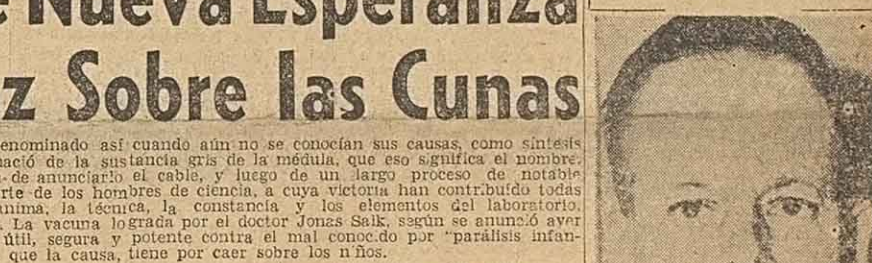 e Nueva Esperanza
z Sobre las Cunas
enominado así cuando aún no se conocían sus causas, como síntesis
nació de la sustancia gris de la médula, que eso significa el nombre.
de anunciarlo el cable, y luego de un largo proceso de notable
rte de los hombres de ciencia, a cuya victoria han contribuído todas
ánima, la técnica, la constancia y los elementos del laboratorio.
La vacuna lograda por el doctor Jonas Salk, según se anunció ayer
útil, segura y potente contra el mal conoc.do por "parálisis infan-
que la causa, tiene por caer sobre los n'ños.